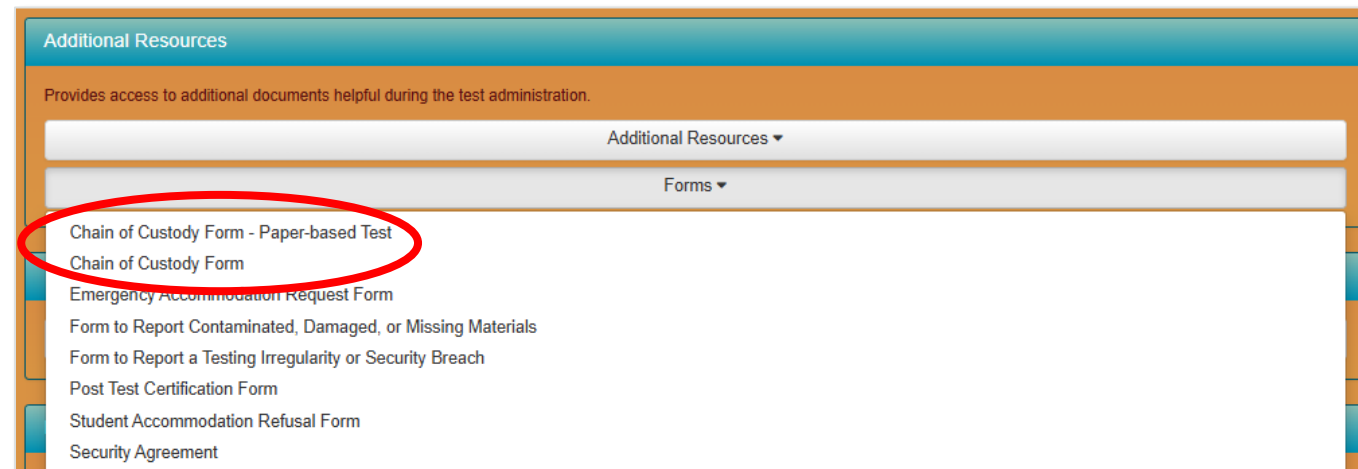 Additional Resources
Provides access to additional documents helpful during the test administration.
Additional Resources
Forms
Chain of Custody Form - Paper-based Test
Chain of Custody Form
Emergency Accommodation Request Form
Form to Report Contaminated, Damaged, or Missing Materials
Form to Report a Testing Irregularity or Security Breach
Post Test Certification Form
Student Accommodation Refusal Form
Security Agreement